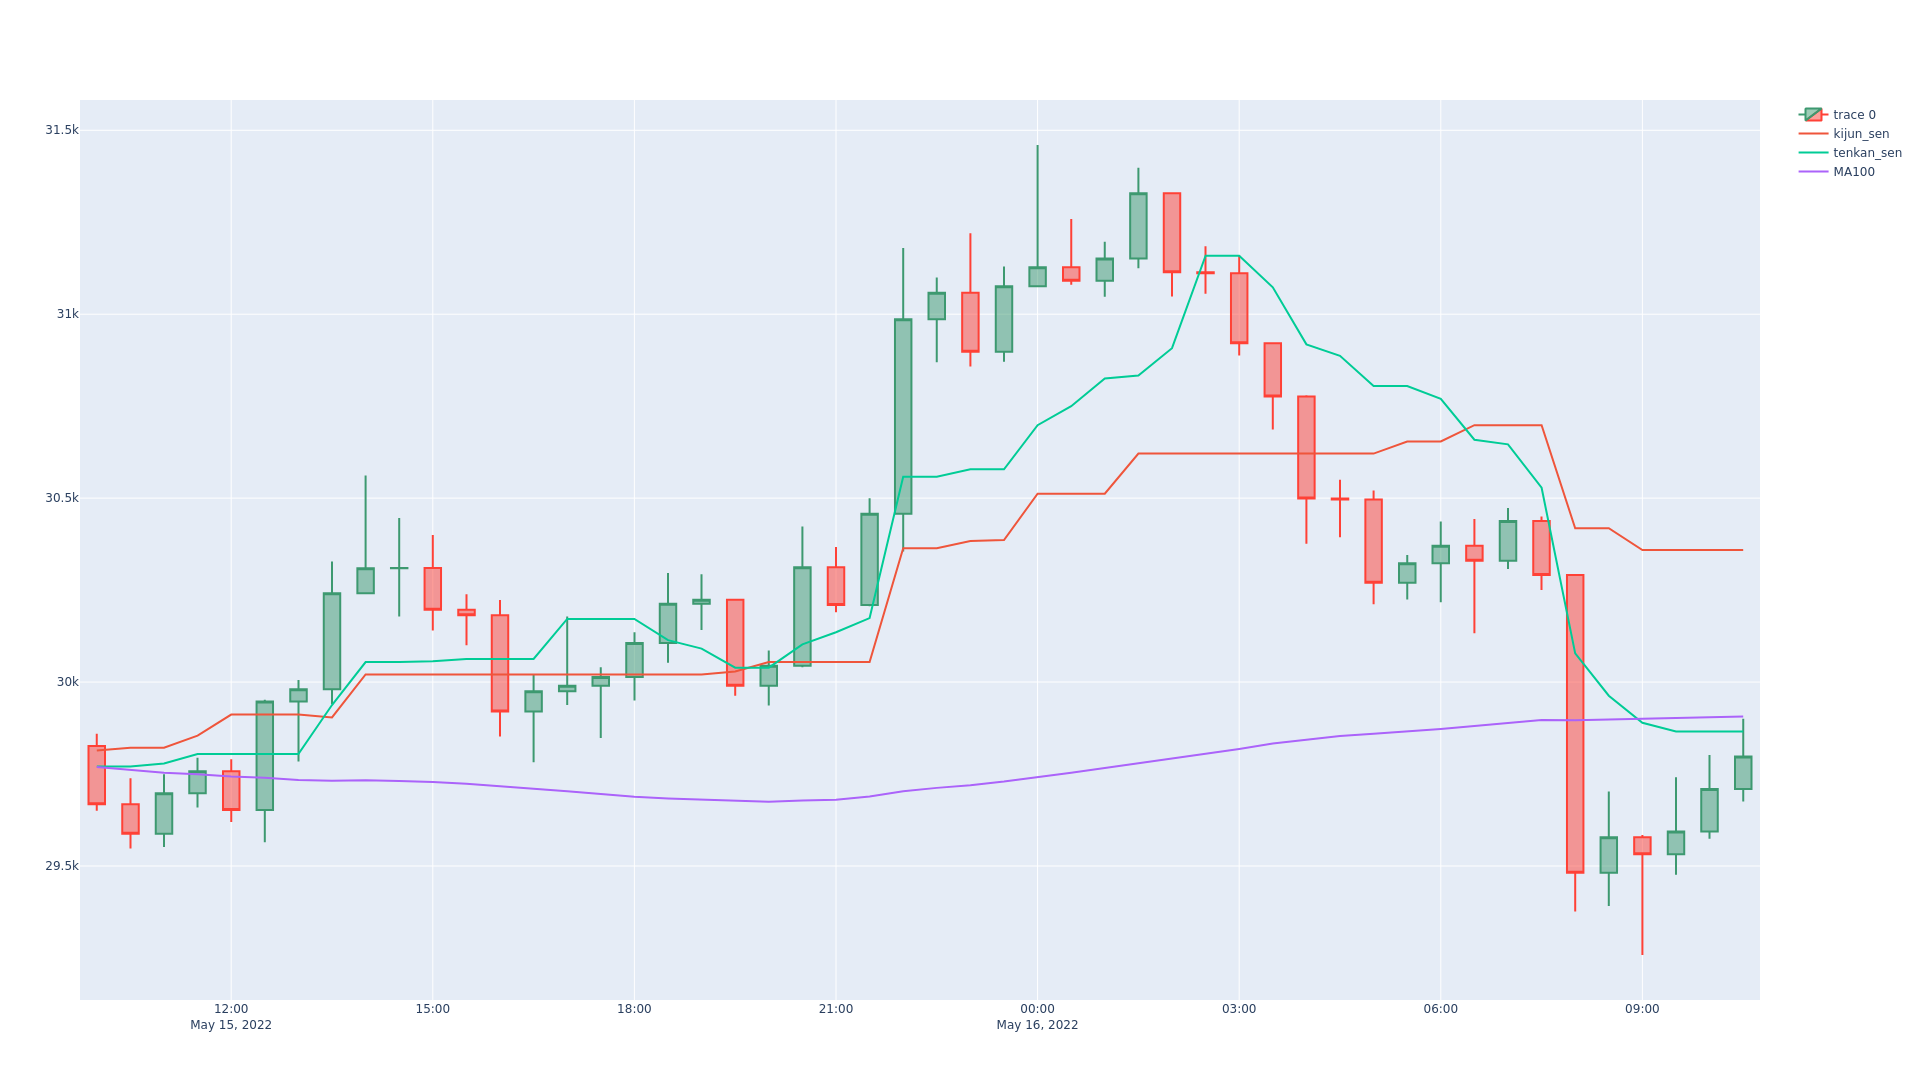 31.5k
31k
30.5k
30k
29.5k
12:00
May 15, 2022
15:00
18:00
21:00
00:00
May 16, 2022
03:00
06:00
09:00
trace 0
kijun_sen
tenkan_sen
MA100